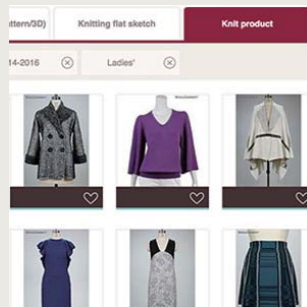 ttern/3D)
Knitting flat sketch
Knit product
14-2016
Ladies'